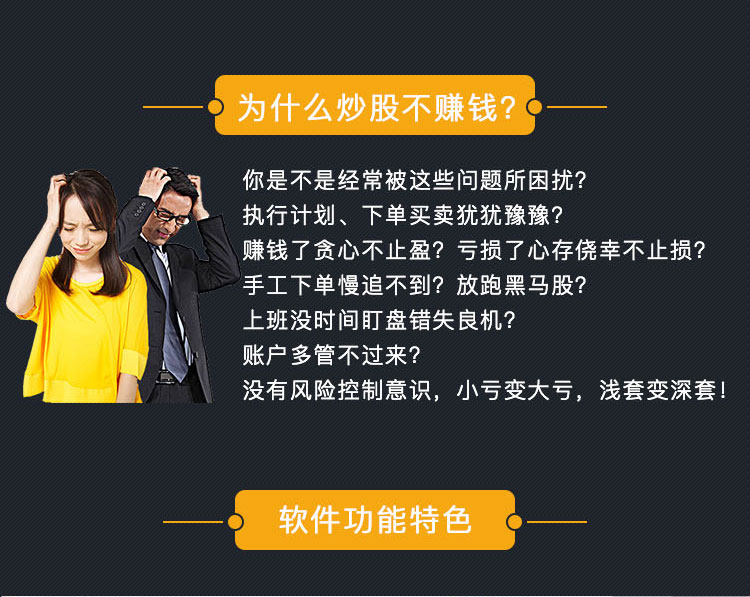 为什么炒股不赚钱？
你是不是经常被这些问题所困扰？
执行计划、下单买卖犹犹豫豫？
赚钱了贪心不止盈？亏损了心存侥幸不止损？
手工下单慢追不到？放跑黑马股？
上班没时间盯盘错失良机？
账户多管不过来？
没有风险控制意识，小亏变大亏，浅套变深套！
软件功能特色